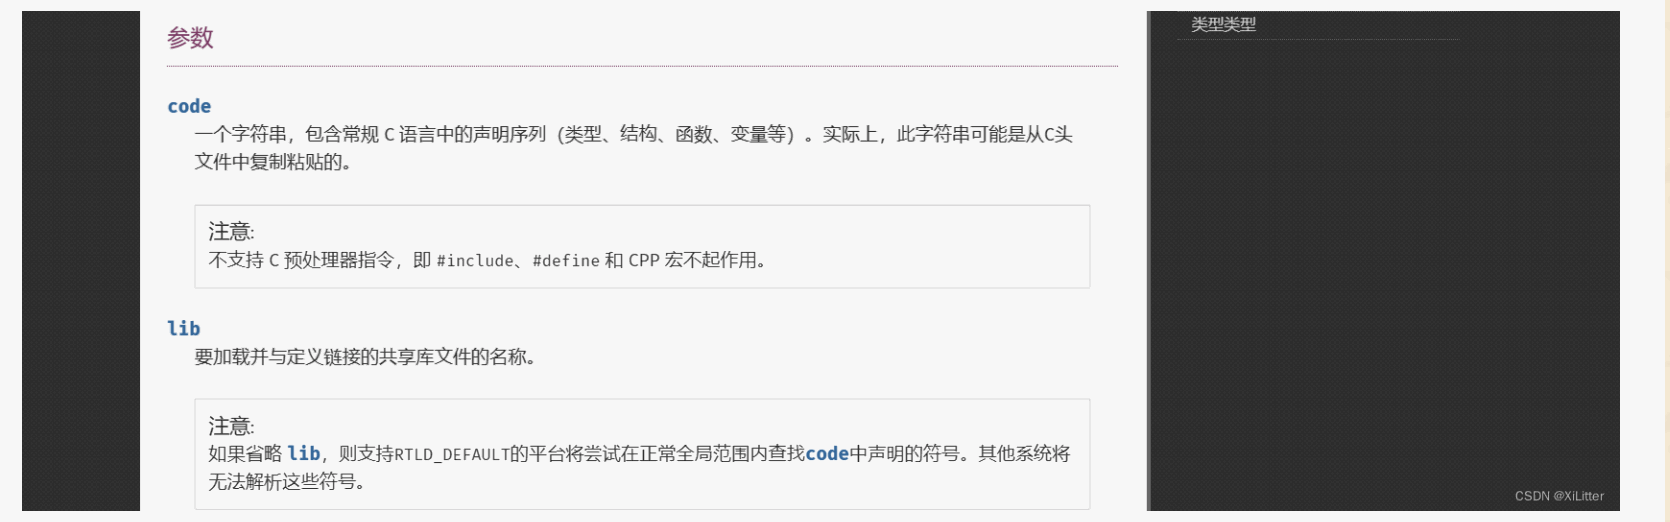 参数
code
一个字符串，包含常规 C 语言中的声明序列（类型、结构、函数、变量等）。实际上，此字符串可能是从C头
文件中复制粘贴的。
注意:
不支持 C 预处理器指令，即 #include、#define 和 CPP 宏不起作用。
lib
要加载并与定义链接的共享库文件的名称。
注意:
如果省略 lib，则支持RTLD_DEFAULT的平台将尝试在正常全局范围内查找code中声明的符号。其他系统将
无法解析这些符号。
类型类型
CSDN @XiLitter